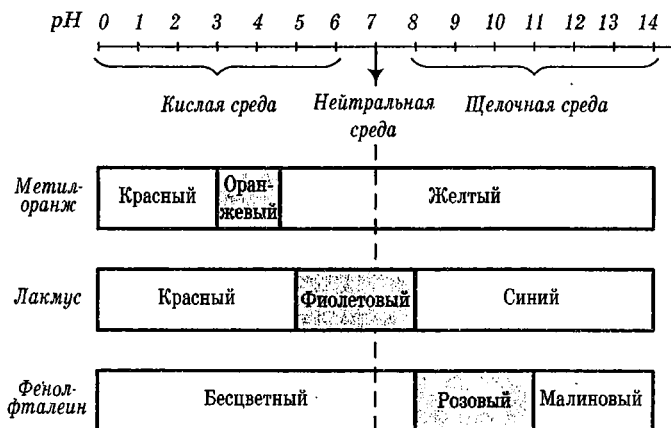 pH 0 1 2 3 4 5 6 7 8 9 10 11 12 13 14
Кислая среда
Нейтральная
среда
Щелочная среда
Метил-
оранж
Красный
Оран-
жевый
Желтый
Лакмус
Красный
Фиолетовый
Синий
Фенол-
фталеин
Бесцветный
Розовый
Малиновый